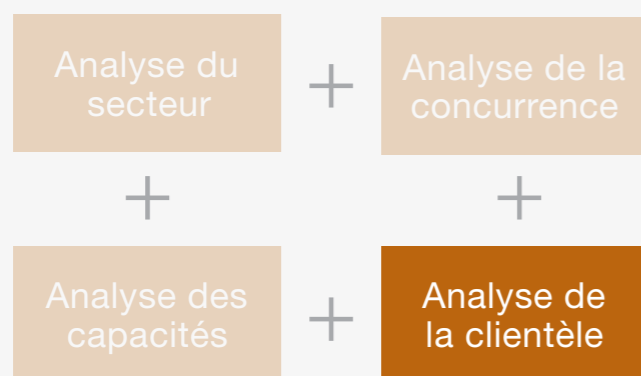 Analyse du
secteur
+
Analyse de la
concurrence
+
+
Analyse des
capacités
+
Analyse de
la clientèle